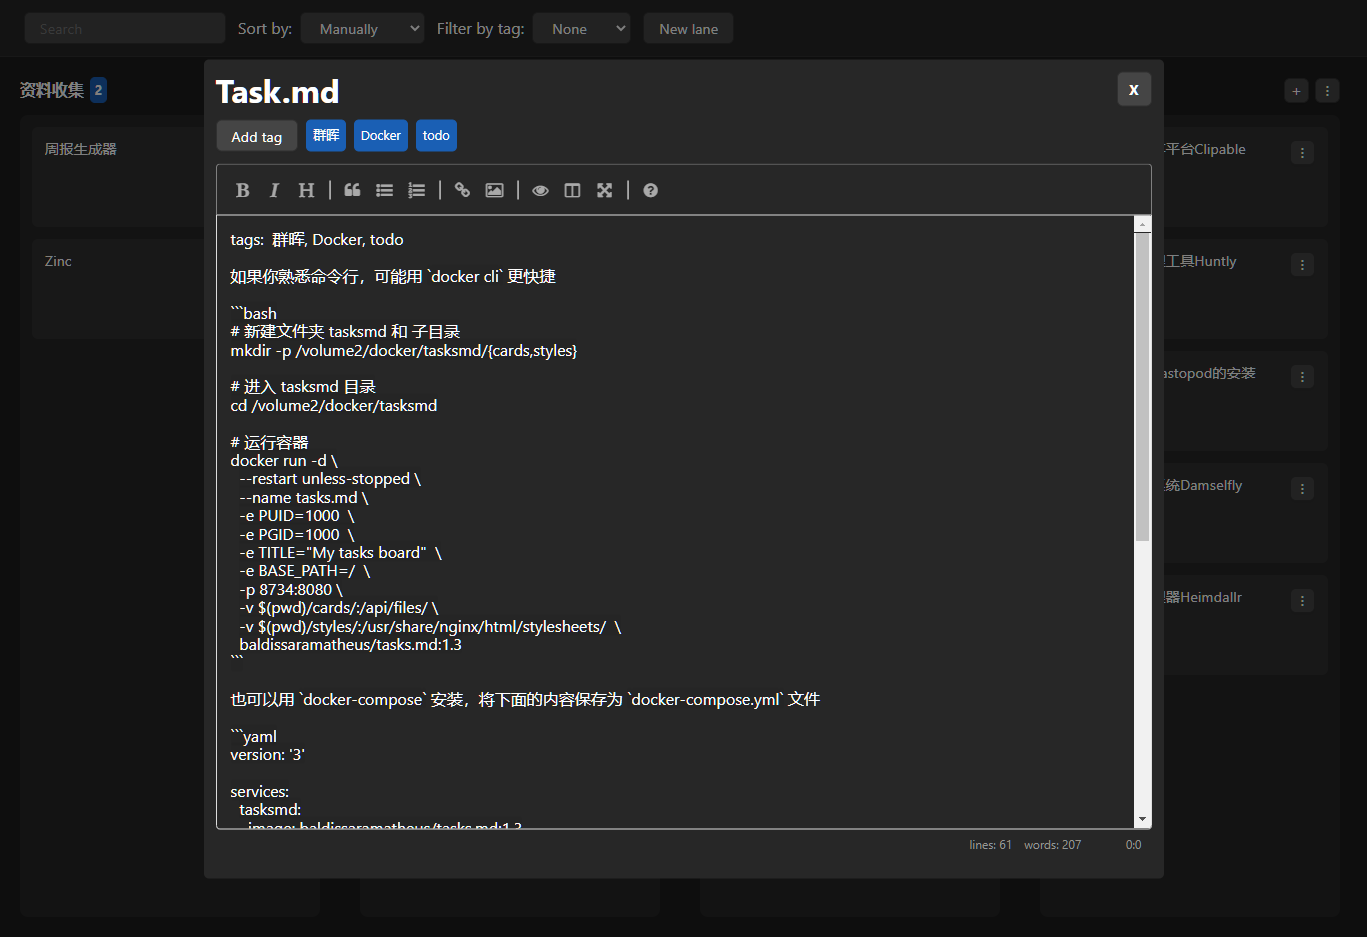 Search
Sort by:
Manually
Filter by tag:
None
New lane
资料收集 2
周报生成器
Zinc
Task.md
x
Add tag
群晖
Docker
todo
B I H
tags:  群晖, Docker, todo
如果你熟悉命令行，可能用 `docker cli` 更快捷
```bash
# 新建文件夹 tasksmd 和 子目录
mkdir -p /volume2/docker/tasksmd/{cards,styles}
# 进入 tasksmd 目录
cd /volume2/docker/tasksmd
# 运行容器
docker run -d \
  --restart unless-stopped \
  --name tasks.md \
  -e PUID=1000  \
  -e PGID=1000  \
  -e TITLE="My tasks board"  \
  -e BASE_PATH=/  \
  -p 8734:8080 \
  -v $(pwd)/cards/:/api/files/ \
  -v $(pwd)/styles/:/usr/share/nginx/html/stylesheets/  \
  baldissaramatheus/tasks.md:1.3
```
也可以用 `docker-compose` 安装，将下面的内容保存为 `docker-compose.yml` 文件
```yaml
version: '3'
services:
  tasksmd:
    image: baldissaramatheus/tasks.md:1.3
lines: 61
words: 207
0:0
平台Clipable
工具Huntly
astopod的安装
统Damselfly
器Heimdallr